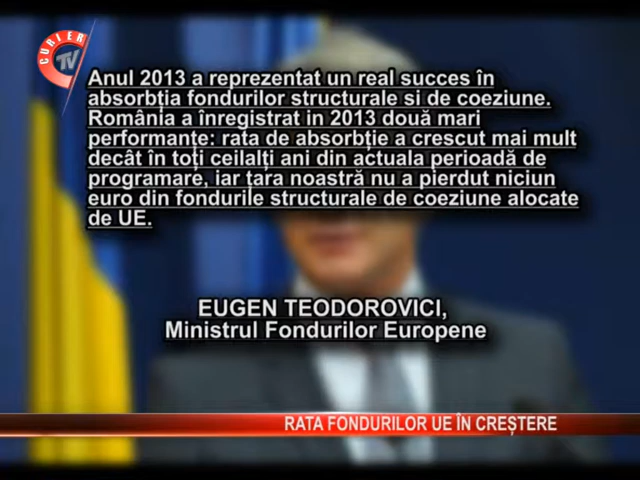 CURIER
TV
Anul 2013 a reprezentat un real succes în
absorbția fondurilor structurale si de coeziune.
România a înregistrat in 2013 două mari
performanțe: rata de absorbție a crescut mai mult
decât în toți ceilalți ani din actuala perioadă de
programare, iar țara noastră nu a pierdut niciun
euro din fondurile structurale de coeziune alocate
de UE.
EUGEN TEODOROVICI,
Ministrul Fondurilor Europene
RATA FONDURILOR UE ÎN CREȘTERE